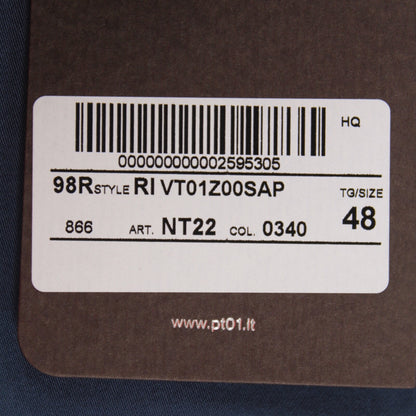 HQ
000000000002595305
98R STYLE RI VT01Z00SAP TG/SIZE
866 ART. NT22 COL. 0340 48
www.pt01.it